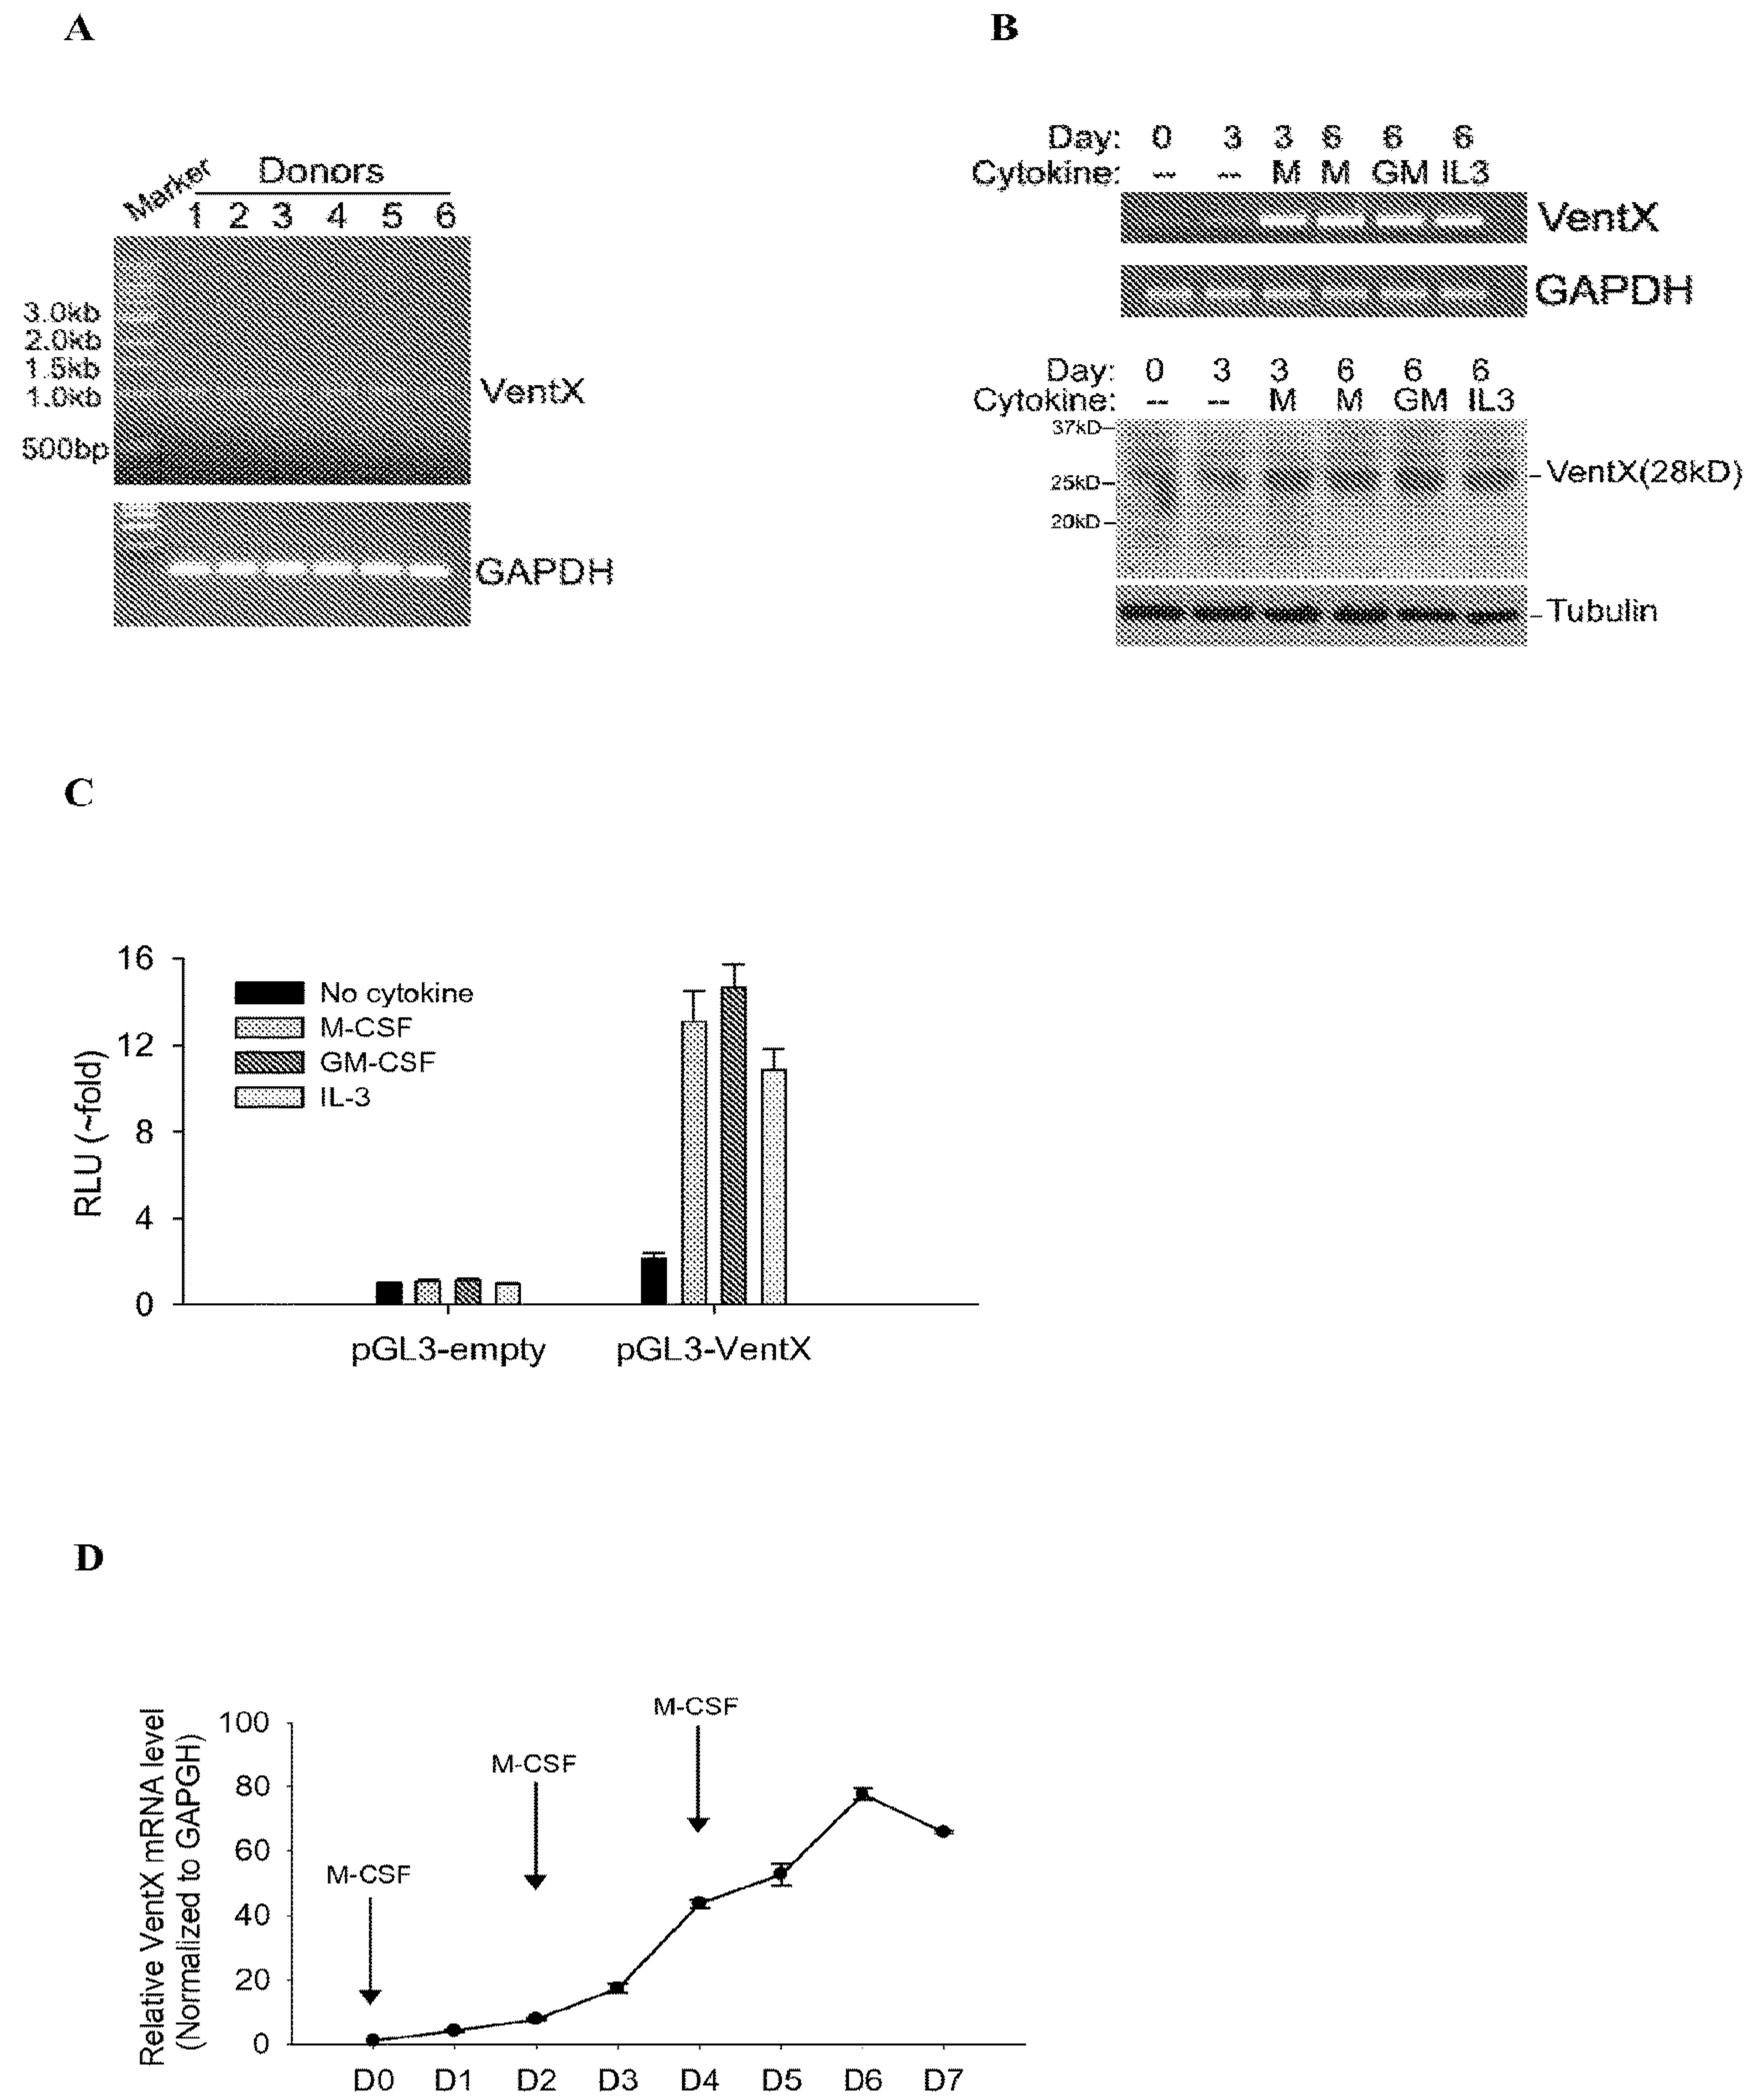 A
Marker
Donors
1 2 3 4 5 6
3.0kb
2.0kb
1.5kb
1.0kb
500bp
VentX
GAPDH
B
Day: 0 3 3 6 6 6
Cytokine: -- -- M M GM IL3
VentX
GAPDH
Day: 0 3 3 6 6 6
Cytokine: -- -- M M GM IL3
37kD
25kD
20kD
VentX(28kD)
Tubulin
C
16
12
8
4
0
RLU (~fold)
No cytokine
M-CSF
GM-CSF
IL-3
pGL3-empty pGL3-VentX
D
Relative VentX mRNA level
(Normalized to GAPGH)
100
80
60
40
20
0
M-CSF
M-CSF
M-CSF
D0 D1 D2 D3 D4 D5 D6 D7